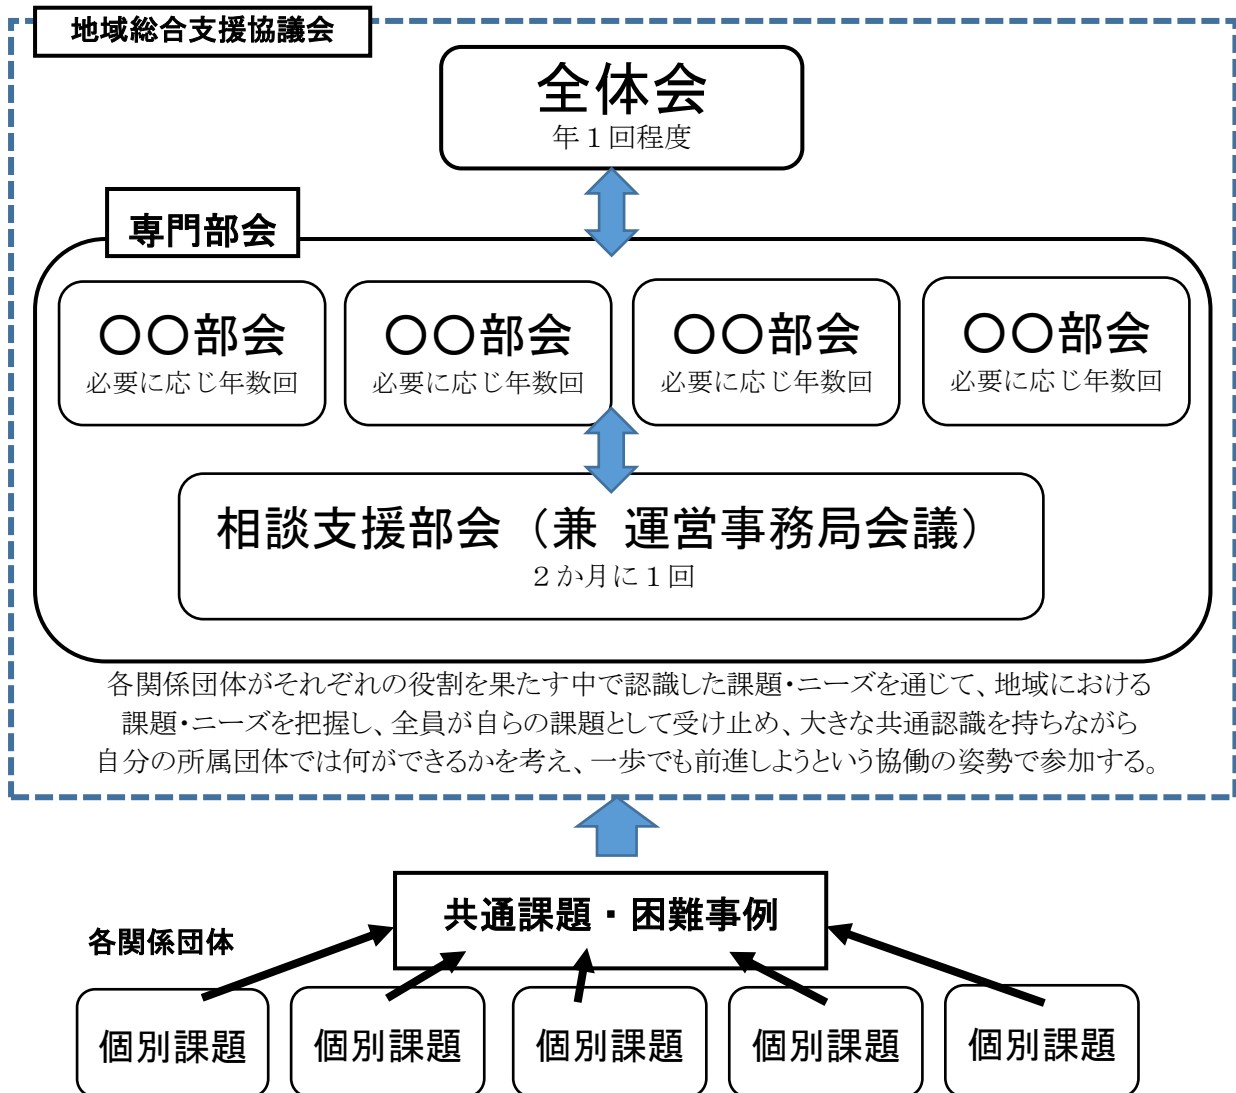 地域総合支援協議会
全体会
年１回程度
専門部会
〇〇部会
必要に応じ年数回
〇〇部会
必要に応じ年数回
〇〇部会
必要に応じ年数回
〇〇部会
必要に応じ年数回
相談支援部会（兼 運営事務局会議）
２か月に１回
各関係団体がそれぞれの役割を果たす中で認識した課題・ニーズを通じて、地域における
課題・ニーズを把握し、全員が自らの課題として受け止め、大きな共通認識を持ちながら
自分の所属団体では何ができるかを考え、一歩でも前進しようという協働の姿勢で参加する。
共通課題・困難事例
各関係団体
個別課題
個別課題
個別課題
個別課題
個別課題